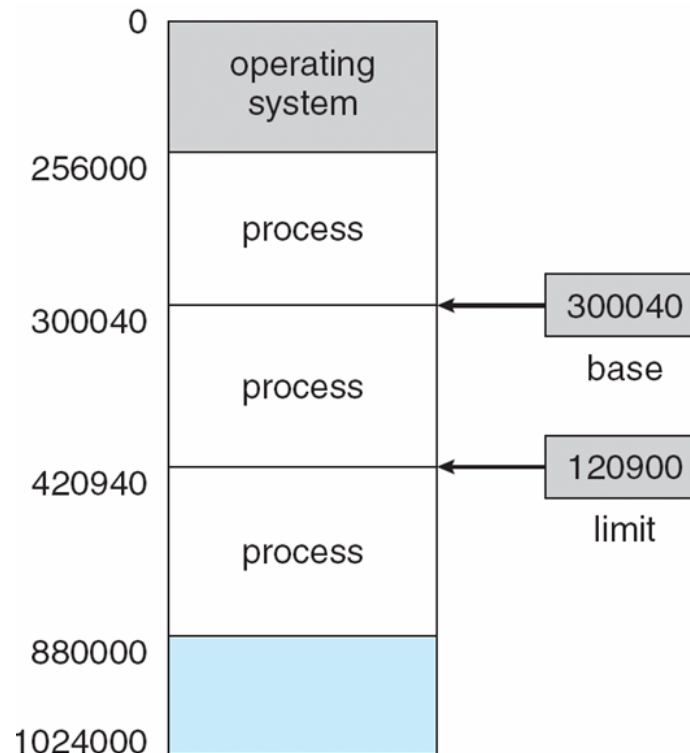 0
operating
system
256000
process
300040
300040
base
process
120900
420940
limit
process
880000
1024000